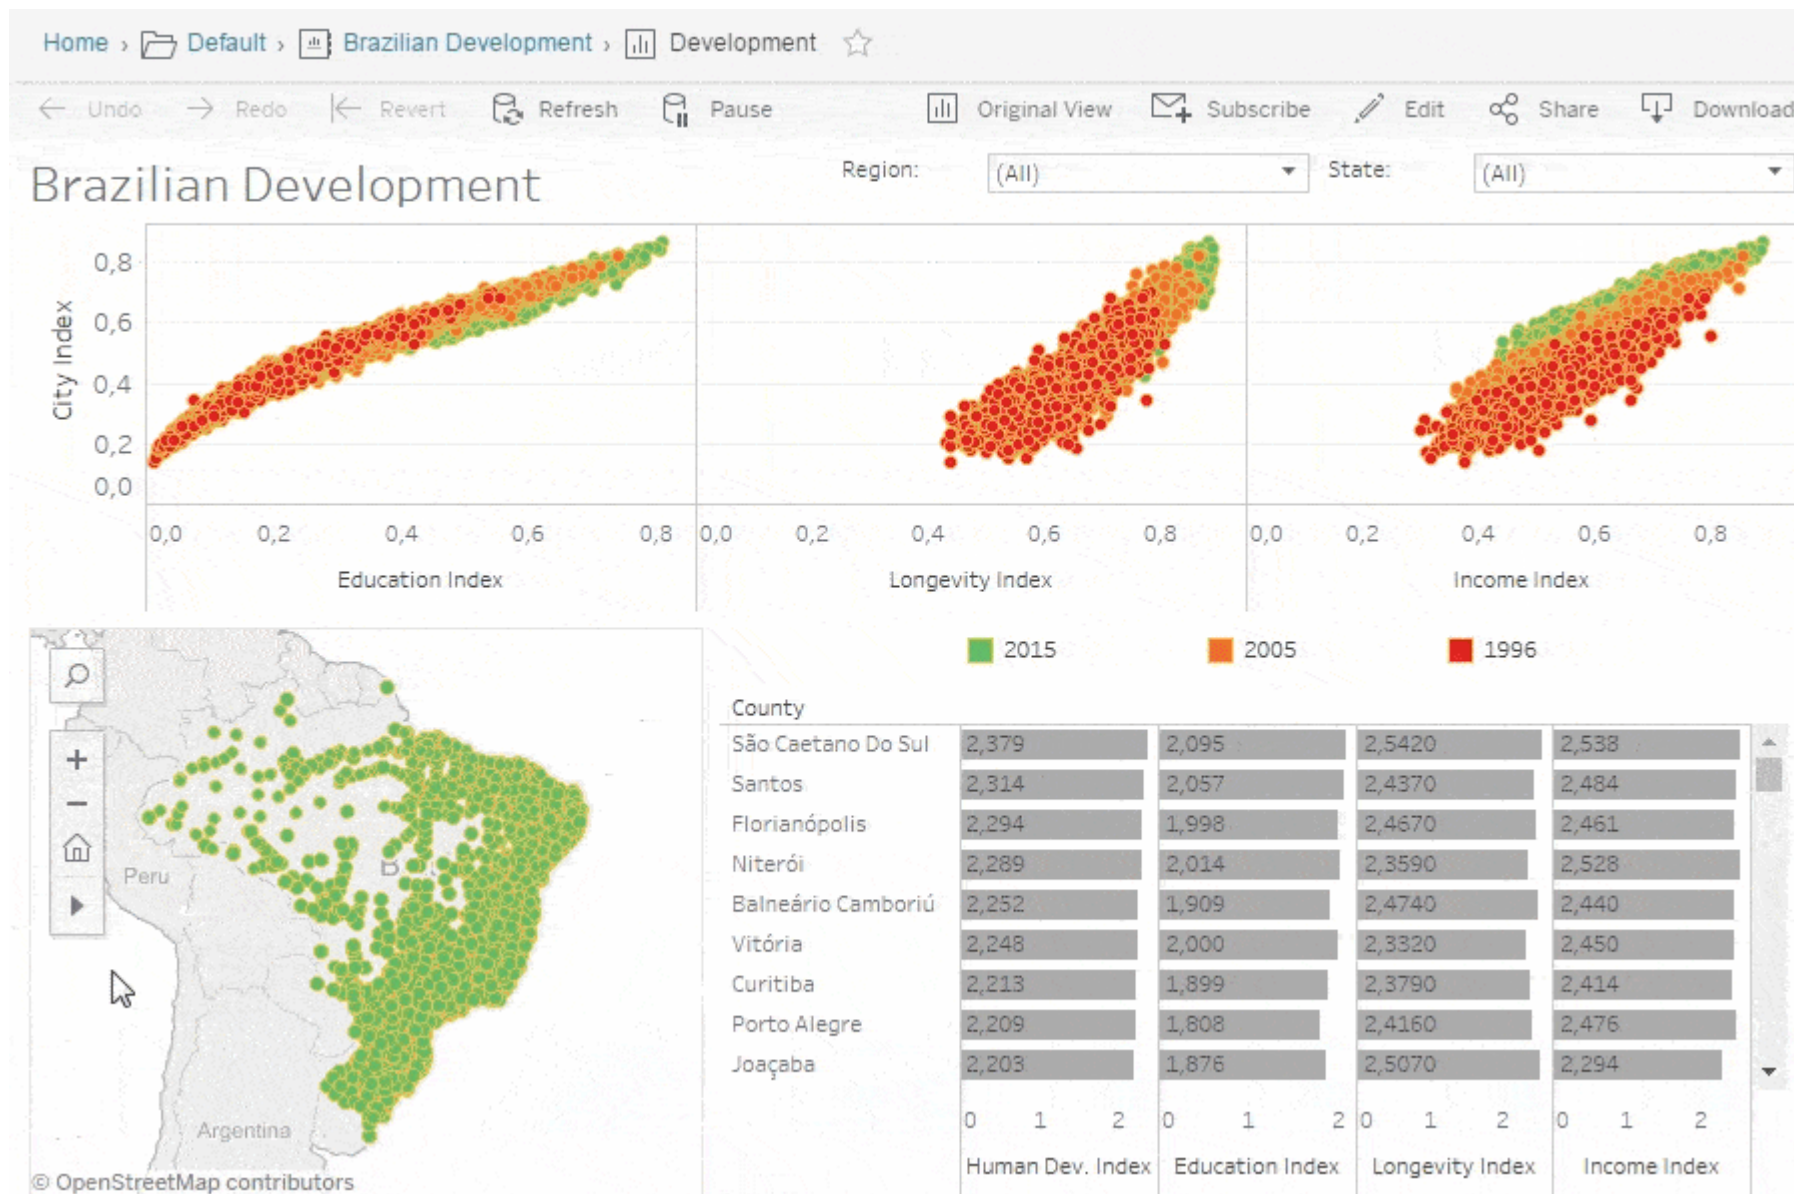 Home › Default › Brazilian Development › Development
Undo Redo Revert Refresh Pause Original View Subscribe Edit Share Download
Brazilian Development
Region: (All) State: (All)
City Index
0,8
0,6
0,4
0,2
0,0
0,0 0,2 0,4 0,6 0,8 0,0 0,2 0,4 0,6 0,8 0,0 0,2 0,4 0,6 0,8
Education Index Longevity Index Income Index
2015 2005 1996
Peru
B
Argentina
© OpenStreetMap contributors
County
São Caetano Do Sul 2,379 2,095 2,5420 2,538
Santos 2,314 2,057 2,4370 2,484
Florianópolis 2,294 1,998 2,4670 2,461
Niterói 2,289 2,014 2,3590 2,528
Balneário Camboriú 2,252 1,909 2,4740 2,440
Vitória 2,248 2,000 2,3320 2,450
Curitiba 2,213 1,899 2,3790 2,414
Porto Alegre 2,209 1,808 2,4160 2,476
Joaçaba 2,203 1,876 2,5070 2,294
0 1 2 0 1 2 0 1 2 0 1 2
Human Dev. Index Education Index Longevity Index Income Index